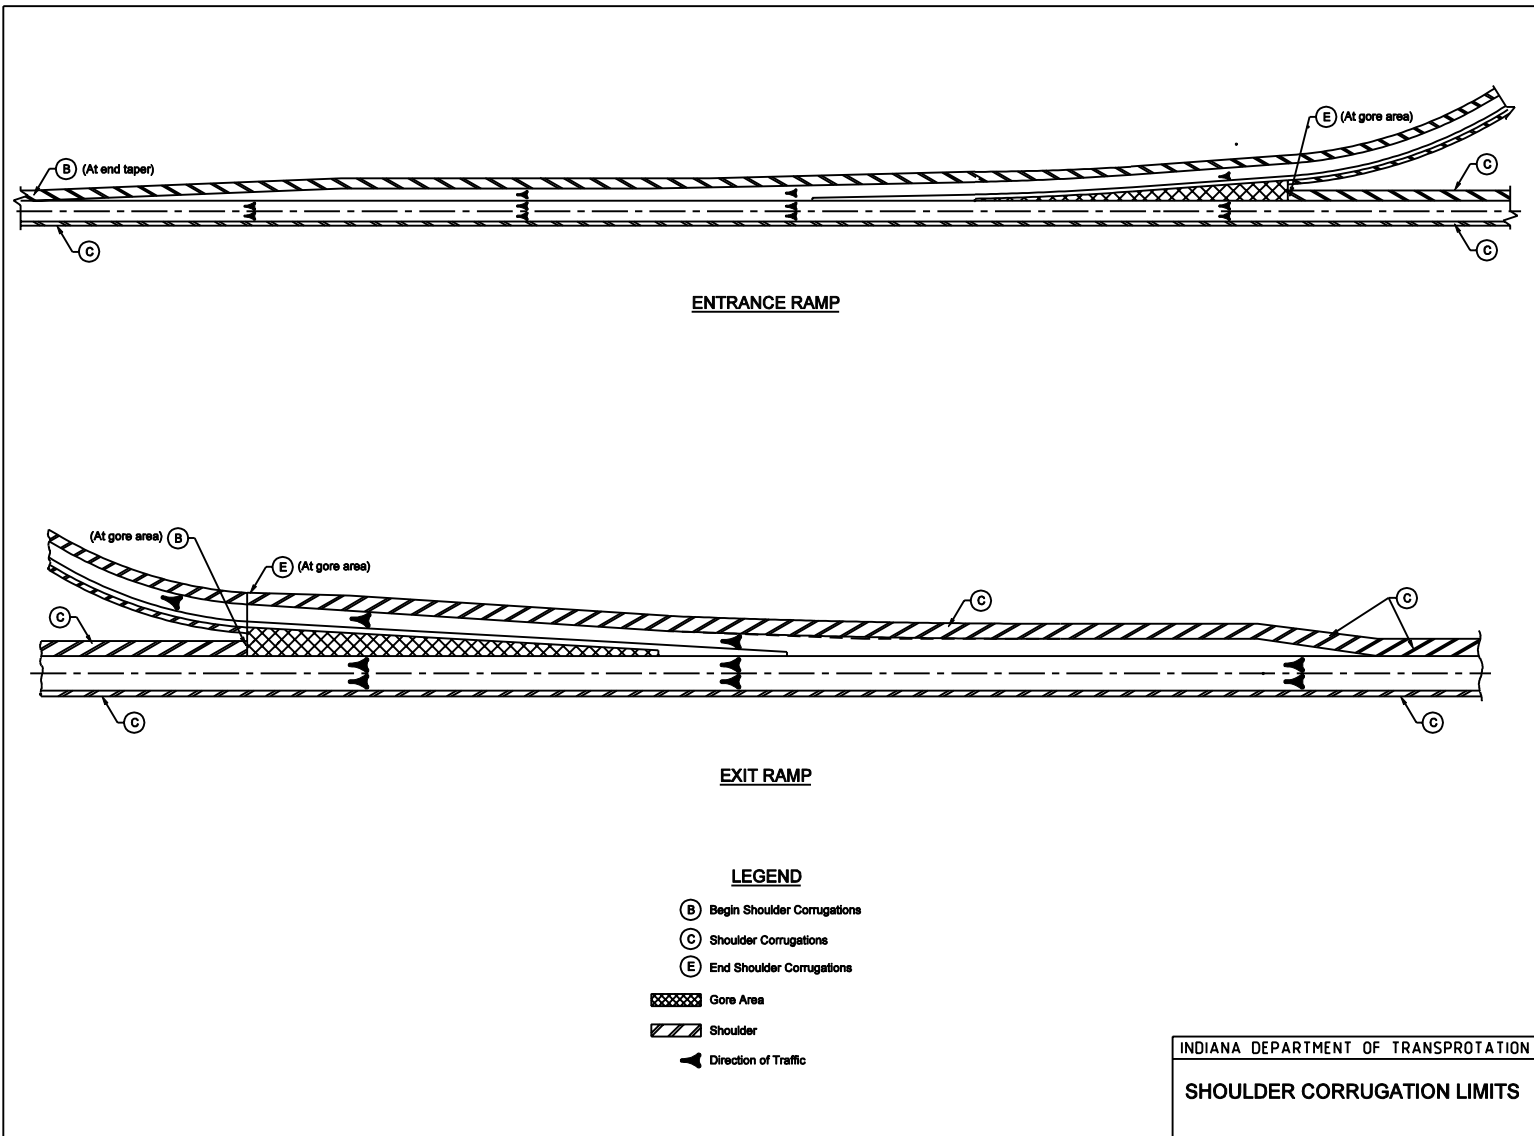 E (At gore area)
B (At end taper)
C
C
C
ENTRANCE RAMP
(At gore area) B
E (At gore area)
C
C
C
C
C
EXIT RAMP
LEGEND
B Begin Shoulder Corrugations
C Shoulder Corrugations
E End Shoulder Corrugations
Gore Area
Shoulder
Direction of Traffic
INDIANA DEPARTMENT OF TRANSPROTATION
SHOULDER CORRUGATION LIMITS